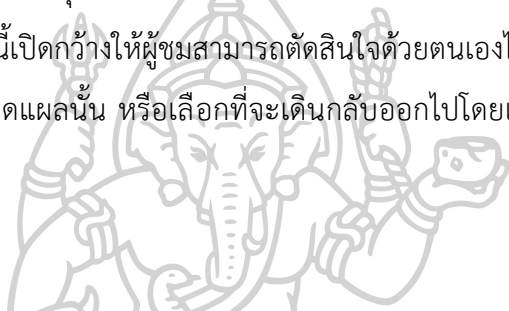 นี้เปิดกว้างให้ผู้ชมสามารถตัดสินใจด้วยตนเอง
ดแผลนั้น หรือเลือกที่จะเดินกลับออกไปโดย